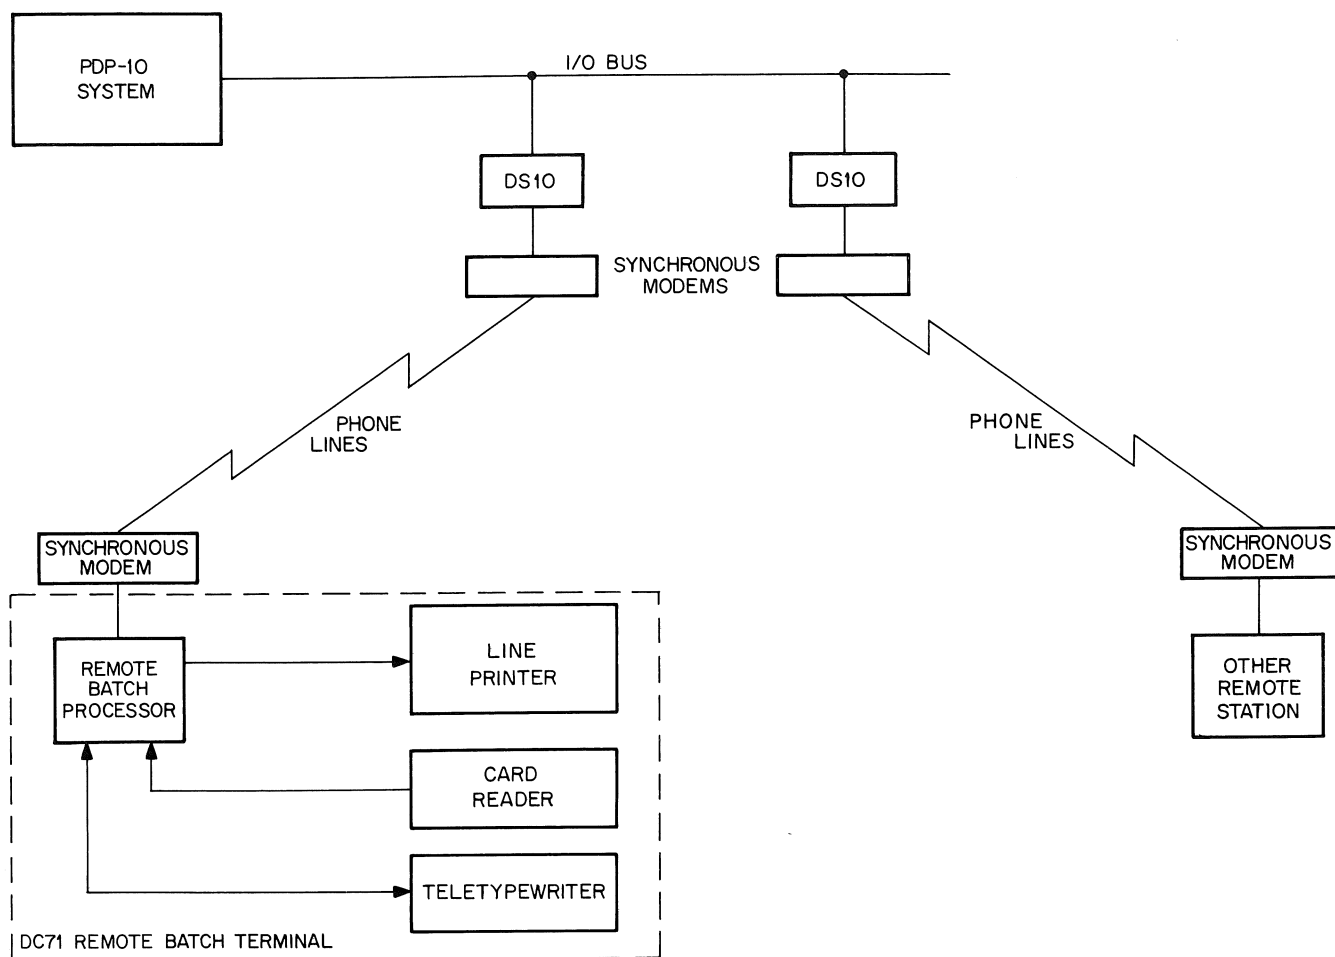 PDP-10
SYSTEM
I/O BUS
DS10
DS10
SYNCHRONOUS
MODEMS
PHONE
LINES
PHONE
LINES
SYNCHRONOUS
MODEM
SYNCHRONOUS
MODEM
REMOTE
BATCH
PROCESSOR
LINE
PRINTER
OTHER
REMOTE
STATION
CARD
READER
TELETYPEWRITER
DC71 REMOTE BATCH TERMINAL